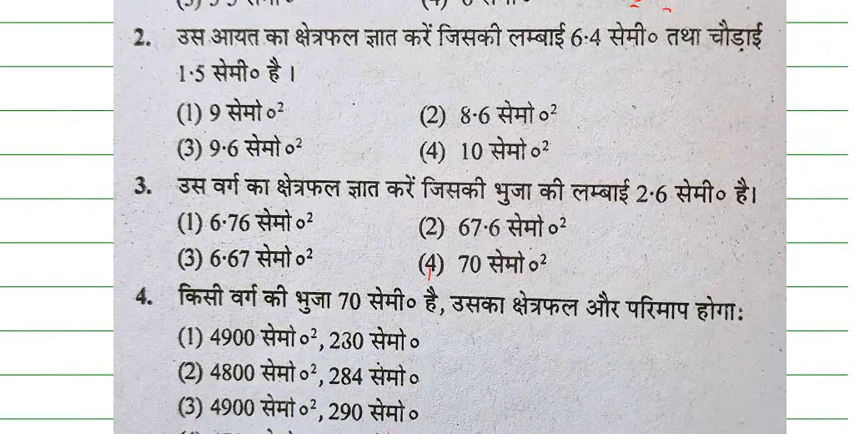 2. उस आयत का क्षेत्रफल ज्ञात करें जिसकी लम्बाई 6·4 सेमी० तथा चौड़ाई
1·5 सेमी० है ।
(1) 9 सेमी०² (2) 8·6 सेमी०²
(3) 9·6 सेमी०² (4) 10 सेमी०²
3. उस वर्ग का क्षेत्रफल ज्ञात करें जिसकी भुजा की लम्बाई 2·6 सेमी० है।
(1) 6·76 सेमी०² (2) 67·6 सेमी०²
(3) 6·67 सेमी०² (4) 70 सेमी०²
4. किसी वर्ग की भुजा 70 सेमी० है, उसका क्षेत्रफल और परिमाप होगा:
(1) 4900 सेमी०², 230 सेमी०
(2) 4800 सेमी०², 284 सेमी०
(3) 4900 सेमी०², 290 सेमी०